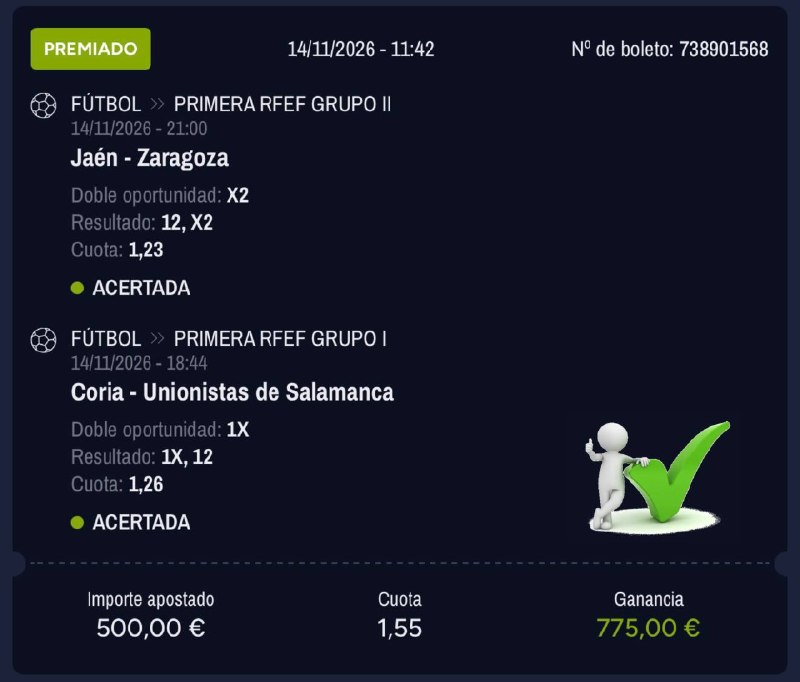 PREMIADO 14/11/2026 - 11:42 Nº de boleto: 738901568
FÚTBOL >> PRIMERA RFEF GRUPO II
14/11/2026 - 21:00
Jaén - Zaragoza
Doble oportunidad: X2
Resultado: 12, X2
Cuota: 1,23
ACERTADA
FÚTBOL >> PRIMERA RFEF GRUPO I
14/11/2026 - 18:44
Coria - Unionistas de Salamanca
Doble oportunidad: 1X
Resultado: 1X, 12
Cuota: 1,26
ACERTADA
Importe apostado Cuota Ganancia
500,00 € 1,55 775,00 €